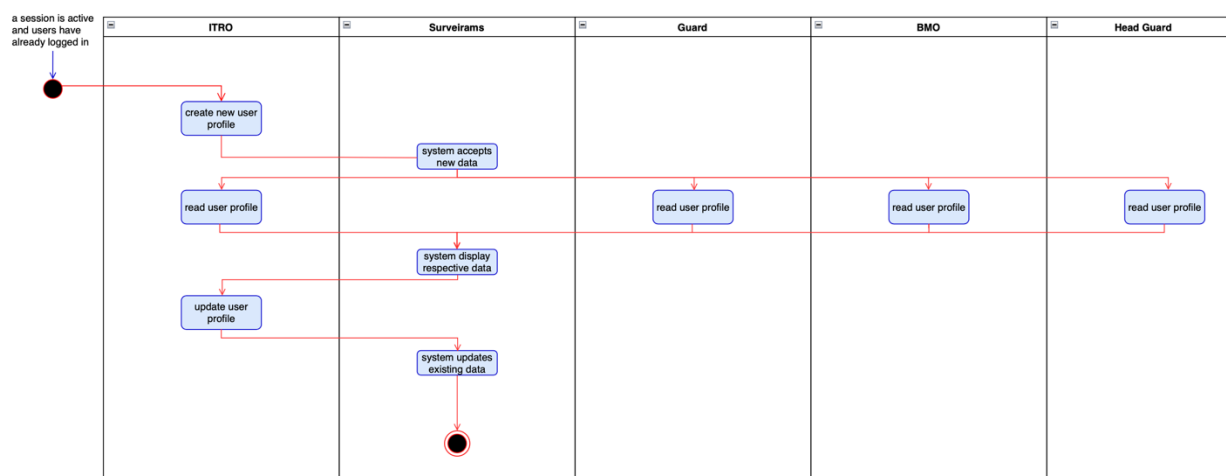 a session is active
and users have
already logged in
ITRO
Surveirams
Guard
BMO
Head Guard
create new user
profile
system accepts
new data
read user profile
read user profile
read user profile
read user profile
system display
respective data
update user
profile
system updates
existing data